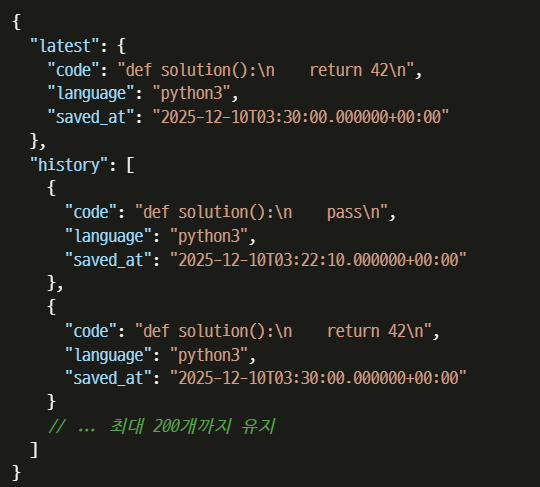 {
  "latest": {
    "code": "def solution():\n    return 42\n",
    "language": "python3",
    "saved_at": "2025-12-10T03:30:00.000000+00:00"
  },
  "history": [
    {
      "code": "def solution():\n    pass\n",
      "language": "python3",
      "saved_at": "2025-12-10T03:22:10.000000+00:00"
    },
    {
      "code": "def solution():\n    return 42\n",
      "language": "python3",
      "saved_at": "2025-12-10T03:30:00.000000+00:00"
    }
    // ... 최대 200개까지 유지
  ]
}